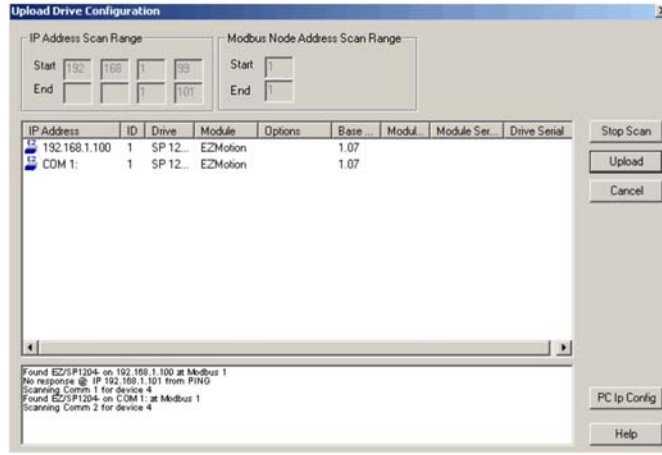 Upload Drive Configuration
IP Address Scan Range
Modbus Node Address Scan Range
Start 192 168 1 99
Start 1
End 1 101
End 1
IP Address ID Drive Module Options Base ... Modul... Module Ser... Drive Serial
Stop Scan
192.168.1.100 1 SP 12... EZMotion 1.07
COM 1: 1 SP 12... EZMotion 1.07
Upload
Cancel
Found EZ/SP1204- on 192.168.1.100 at Modbus 1
No response @ IP 192.168.1.101 from PING
Scanning Comm 1 for device 4
Found EZ/SP1204- on COM 1: at Modbus 1
Scanning Comm 2 for device 4
PC Ip Config
Help